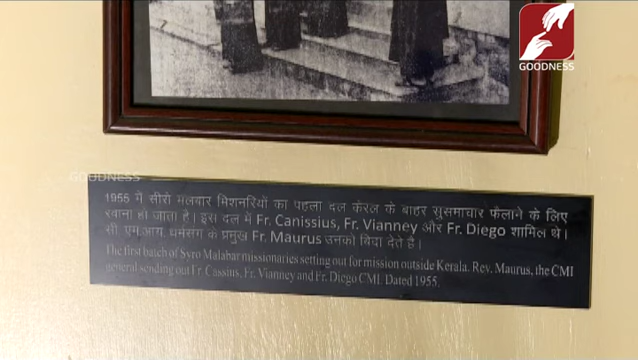 GOODNESS
GOODNESS
1955 में सीरो मलबार मिशनरियों का पहला दल केरल के बाहर सुसमाचार फैलाने के लिए
रवाना हो जाता है। इस दल में Fr. Canissius, Fr. Vianney और Fr. Diego शामिल थे।
सी. एम.आय. धर्मसंघ के प्रमुख Fr. Maurus उनको बिदा देते है।
The first batch of Syro Malabar missionaries setting out for mission outside Kerala. Rev. Maurus, the CMI
general sending out Fr. Cassius, Fr. Vianney and Fr. Diego CMI. Dated 1955.